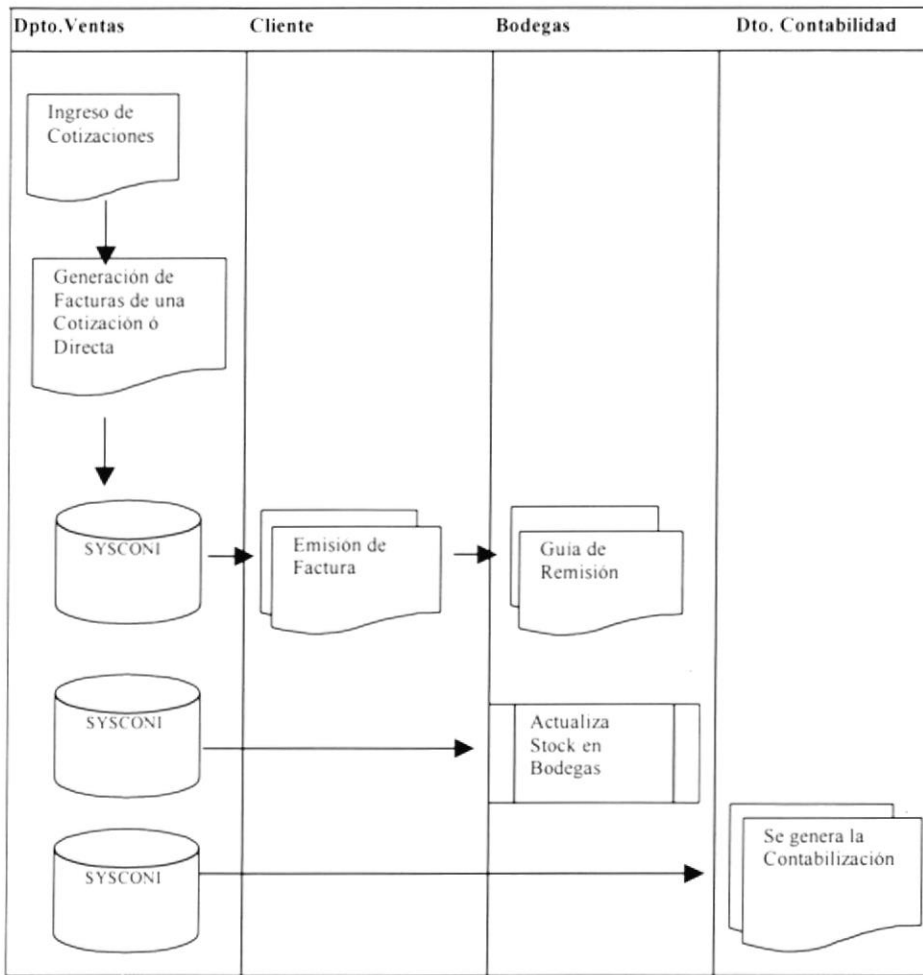 Dpto.Ventas
Cliente
Bodegas
Dto. Contabilidad
Ingreso de
Cotizaciones
Generación de
Facturas de una
Cotización ó
Directa
SYSCONI
Emisión de
Factura
Guía de
Remisión
SYSCONI
Actualiza
Stock en
Bodegas
SYSCONI
Se genera la
Contabilización